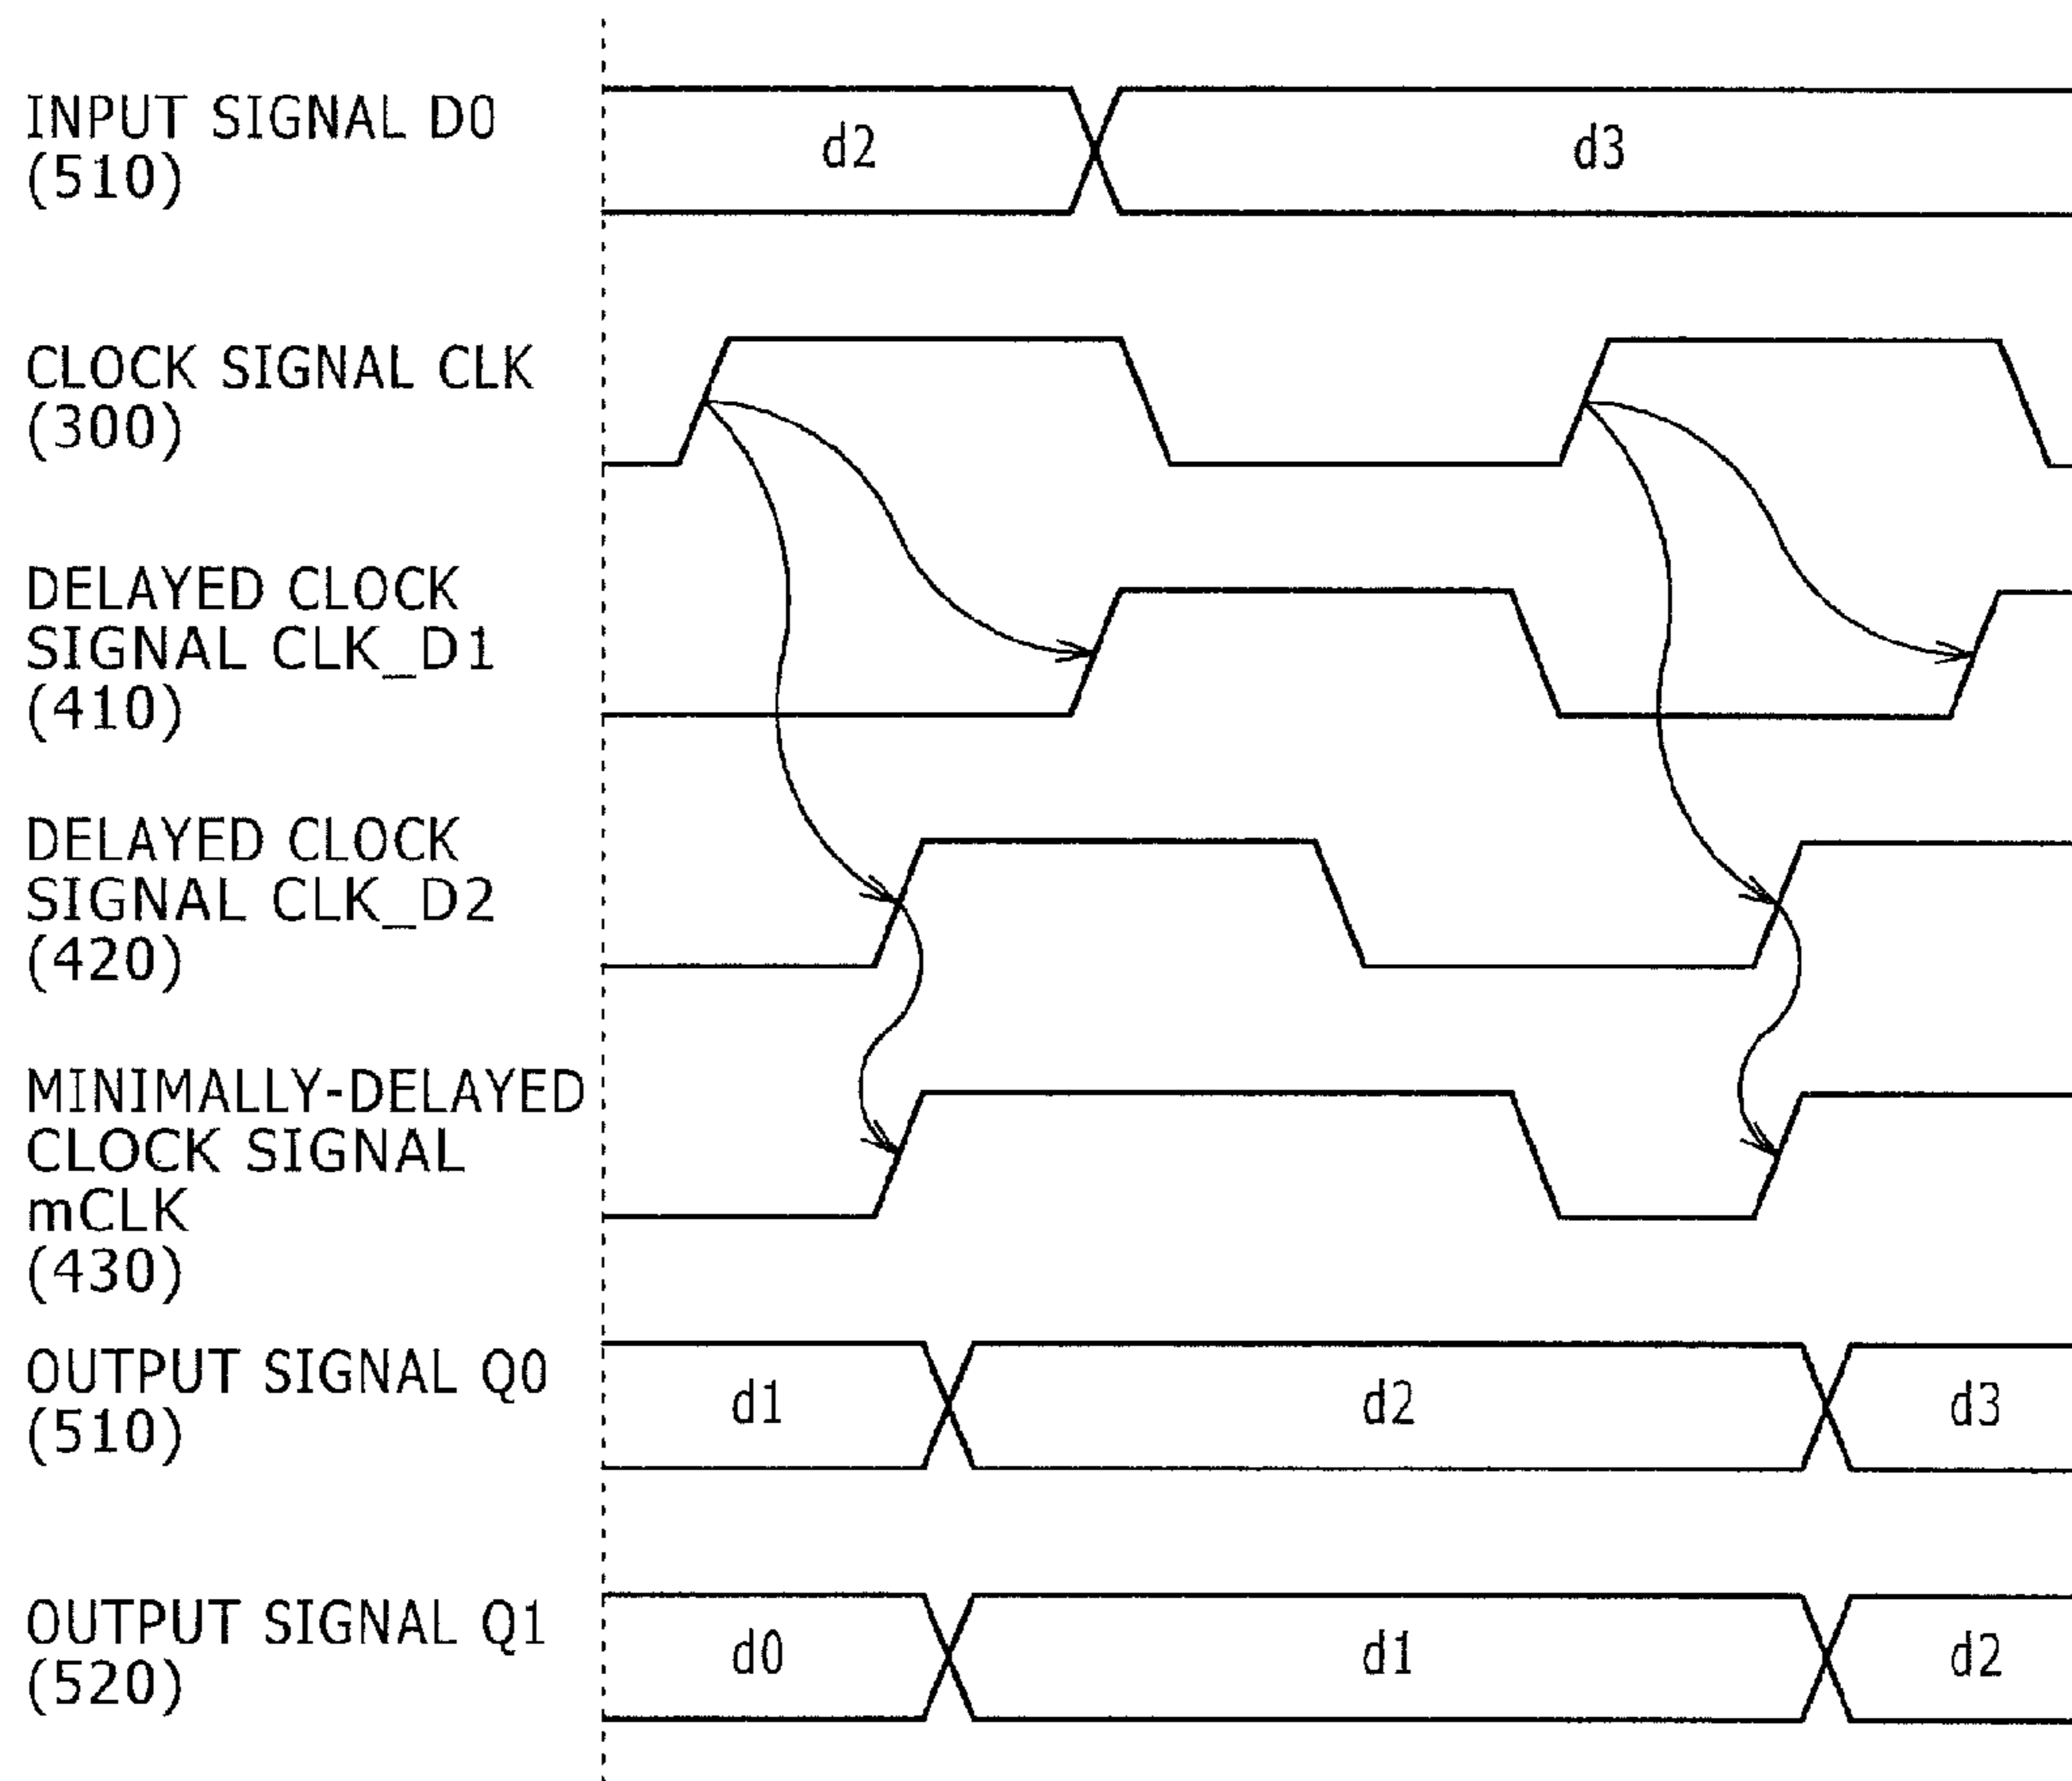 INPUT SIGNAL D0
(510)
d2
d3
CLOCK SIGNAL CLK
(300)
DELAYED CLOCK
SIGNAL CLK_D1
(410)
DELAYED CLOCK
SIGNAL CLK_D2
(420)
MINIMALLY-DELAYED
CLOCK SIGNAL
mCLK
(430)
OUTPUT SIGNAL Q0
(510)
d1
d2
d3
OUTPUT SIGNAL Q1
(520)
d0
d1
d2